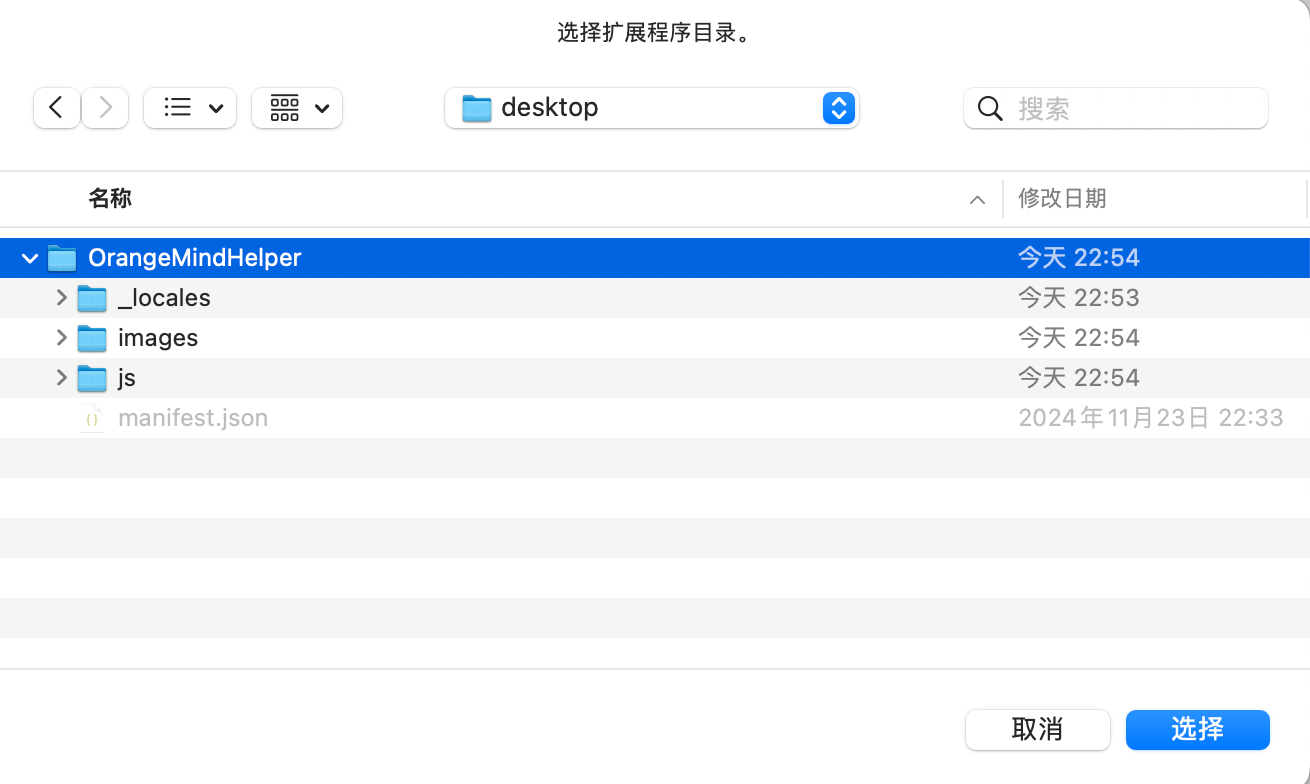 选择扩展程序目录。
desktop
搜索
名称 修改日期
OrangeMindHelper 今天 22:54
_locales 今天 22:53
images 今天 22:54
js 今天 22:54
{} manifest.json 2024年11月23日 22:33
取消 选择